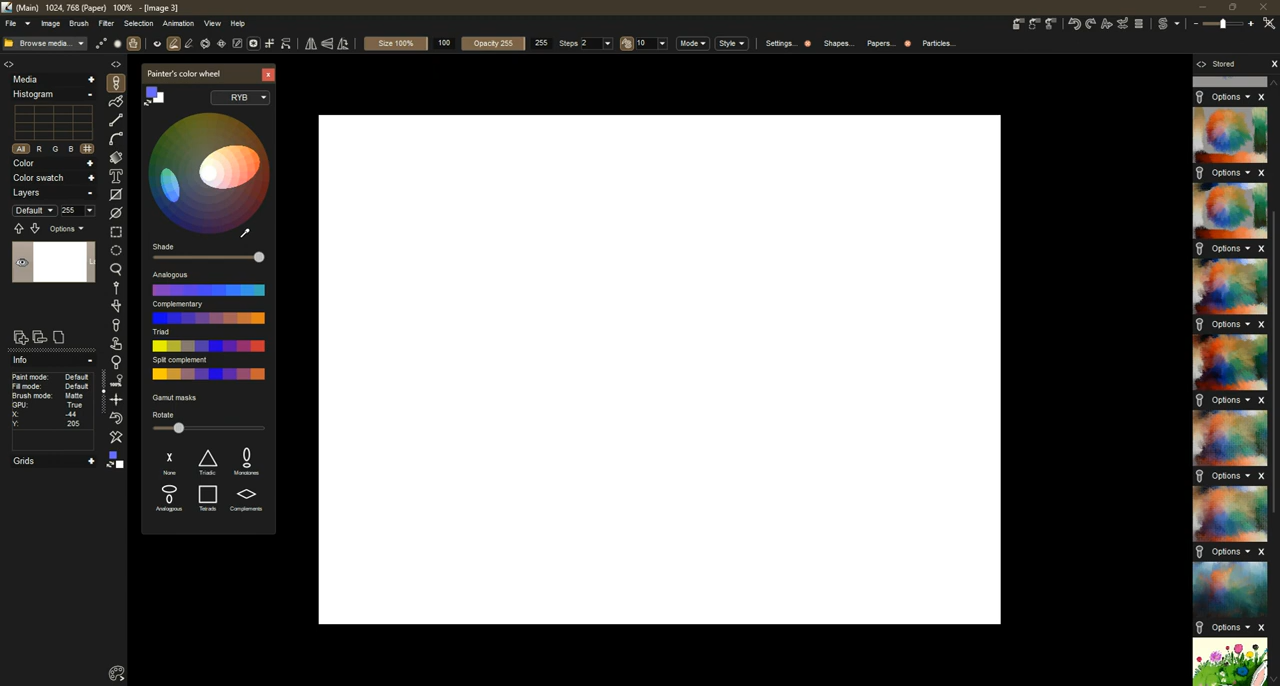 (Main) 1024, 768 (Paper) 100% - [Image 3]
File Image Brush Filter Selection Animation View Help
Browse media... Size 100% 100 Opacity 255 255 Steps 2 10 Mode Style Settings... Shapes... Papers... Particles...
Media +
Histogram -
All R G B #
Color +
Color swatch +
Layers -
Default 255
Options
Info -
Paint mode: Default
Fill mode: Default
Brush mode: Matte
GPU: True
X: -44
Y: 205
Grids +
100%
Painter's color wheel x
RYB
Shade
Analogous
Complementary
Triad
Split complement
Gamut masks
Rotate
X
None Triadic Monotones
Analogous Tetrads Complements
Stored X
Options X
Options X
Options X
Options X
Options X
Options X
Options X
Options X